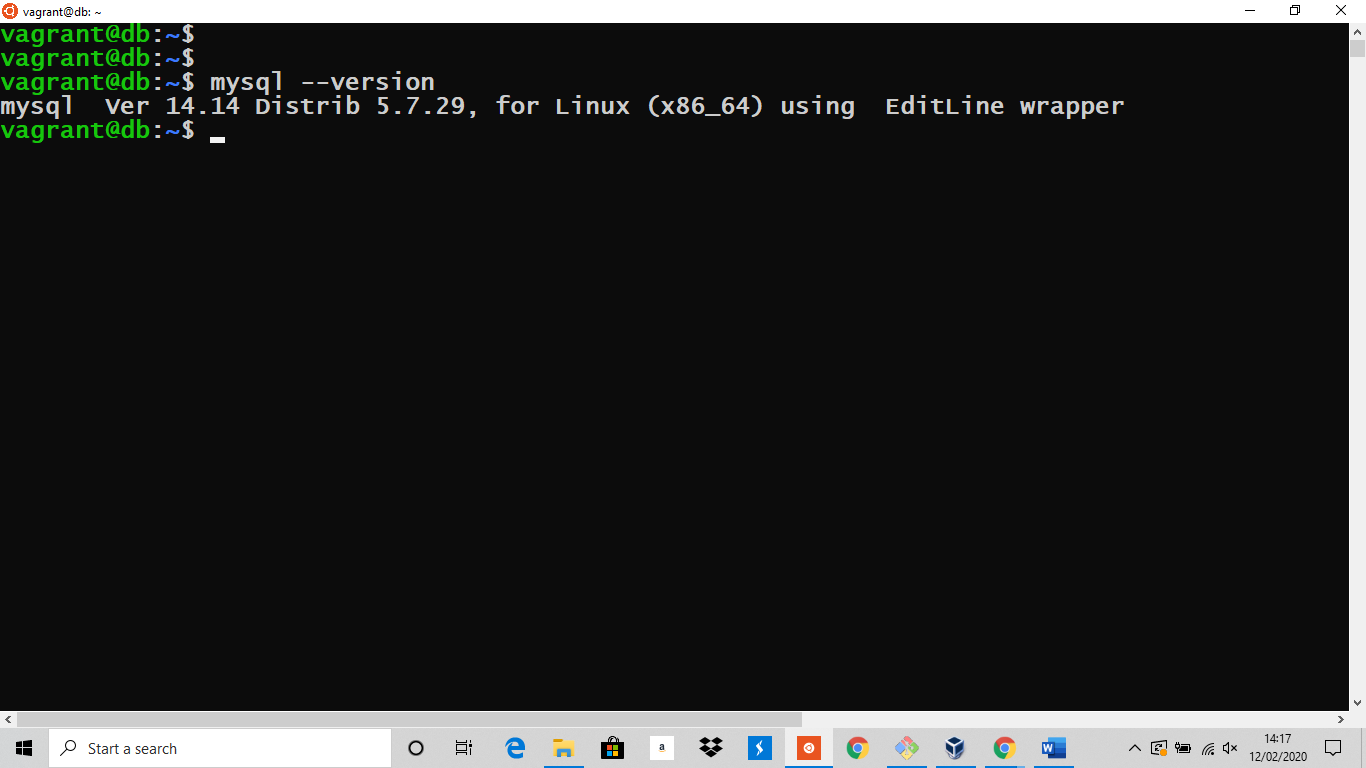 vagrant@db: ~
vagrant@db:~$
vagrant@db:~$
vagrant@db:~$ mysql --version
mysql  Ver 14.14 Distrib 5.7.29, for Linux (x86_64) using  EditLine wrapper
vagrant@db:~$
Start a search
a
W
14:17
12/02/2020